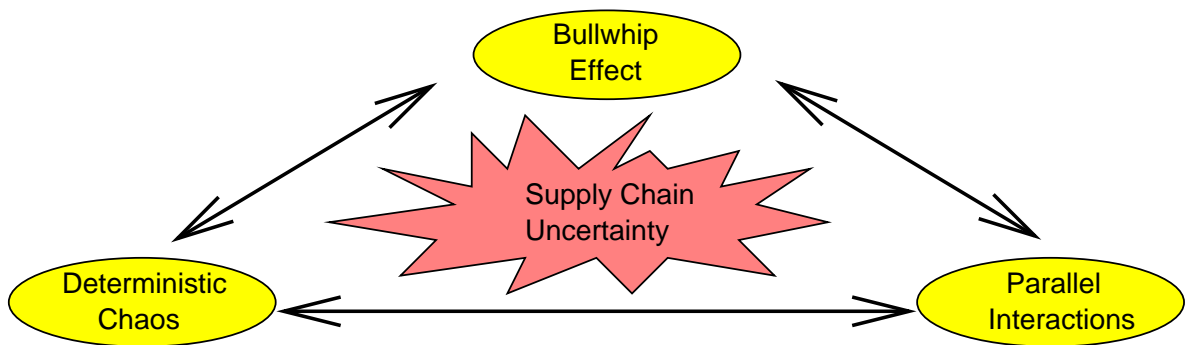 Bullwhip
Effect
Supply Chain
Uncertainty
Deterministic
Chaos
Parallel
Interactions